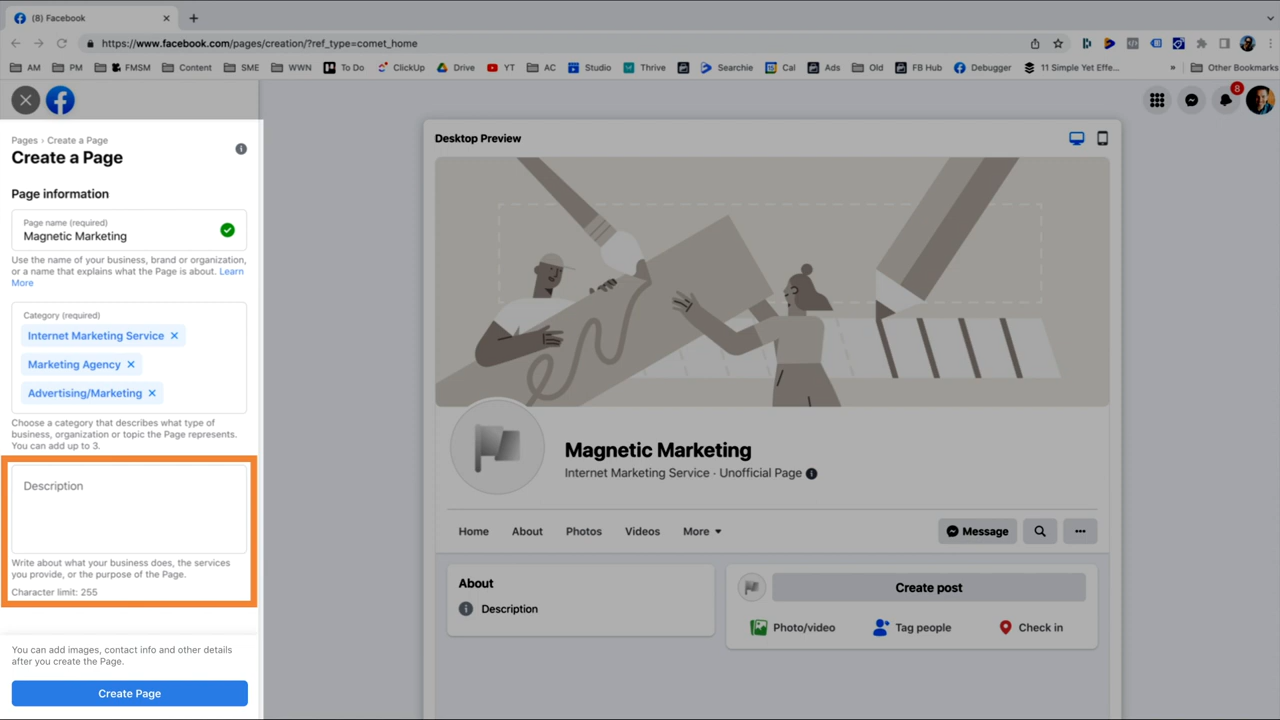 (8) Facebook
https://www.facebook.com/pages/creation/?ref_type=comet_home
AM PM FMSM Content SME WWN To Do ClickUp Drive YT AC Studio Thrive Searchie Cal Ads Old FB Hub Debugger 11 Simple Yet Effe... » Other Bookmarks
8
Pages › Create a Page
Create a Page
Page information
Page name (required)
Magnetic Marketing
Use the name of your business, brand or organization,
or a name that explains what the Page is about. Learn
More
Category (required)
Internet Marketing Service
Marketing Agency
Advertising/Marketing
Choose a category that describes what type of
business, organization or topic the Page represents.
You can add up to 3.
Description
Write about what your business does, the services
you provide, or the purpose of the Page.
Character limit: 255
You can add images, contact info and other details
after you create the Page.
Create Page
Desktop Preview
Magnetic Marketing
Internet Marketing Service · Unofficial Page
Home About Photos Videos More
Message
About
Description
Create post
Photo/video Tag people Check in